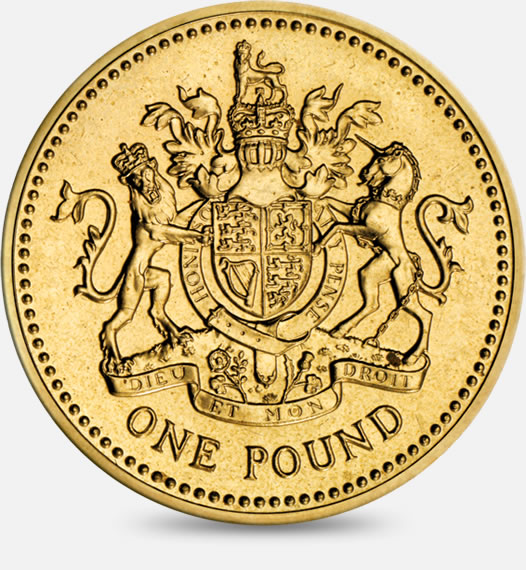 HONI
PENSE
DIEU
ET MON
DROIT
ONE POUND